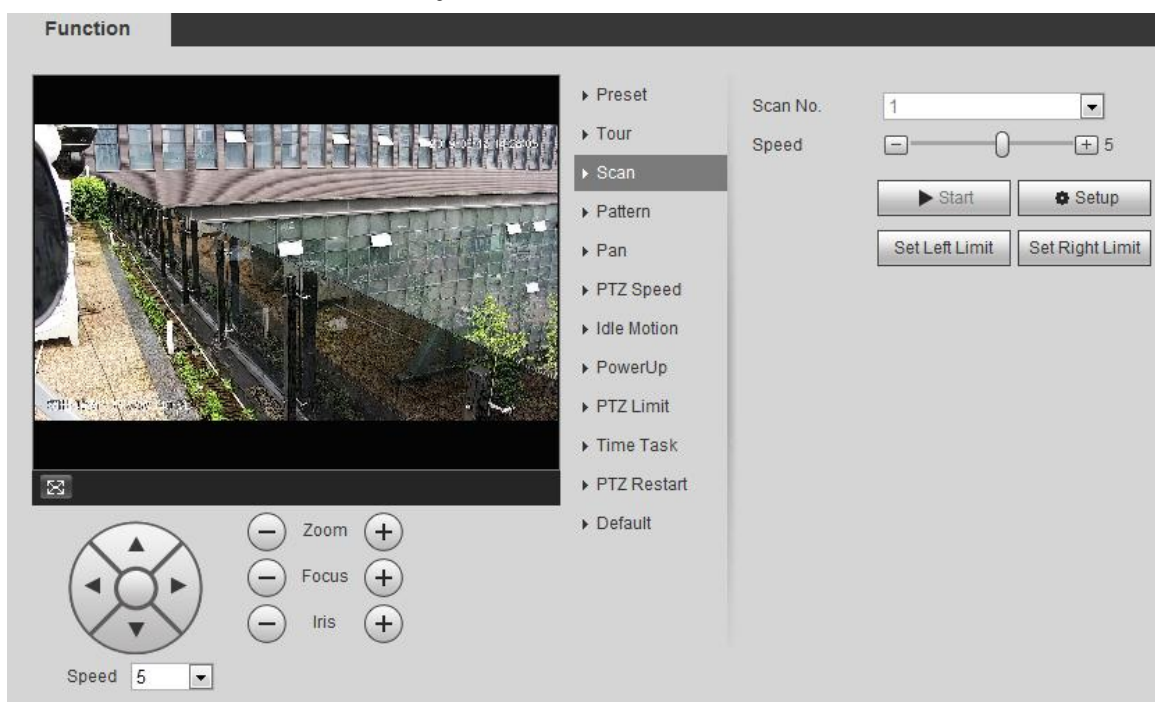 Function
Preset
Tour
Scan
Pattern
Pan
PTZ Speed
Idle Motion
PowerUp
PTZ Limit
Time Task
PTZ Restart
Default
Scan No. 1
Speed 5
Start Setup
Set Left Limit Set Right Limit
Zoom
Focus
Iris
Speed 5